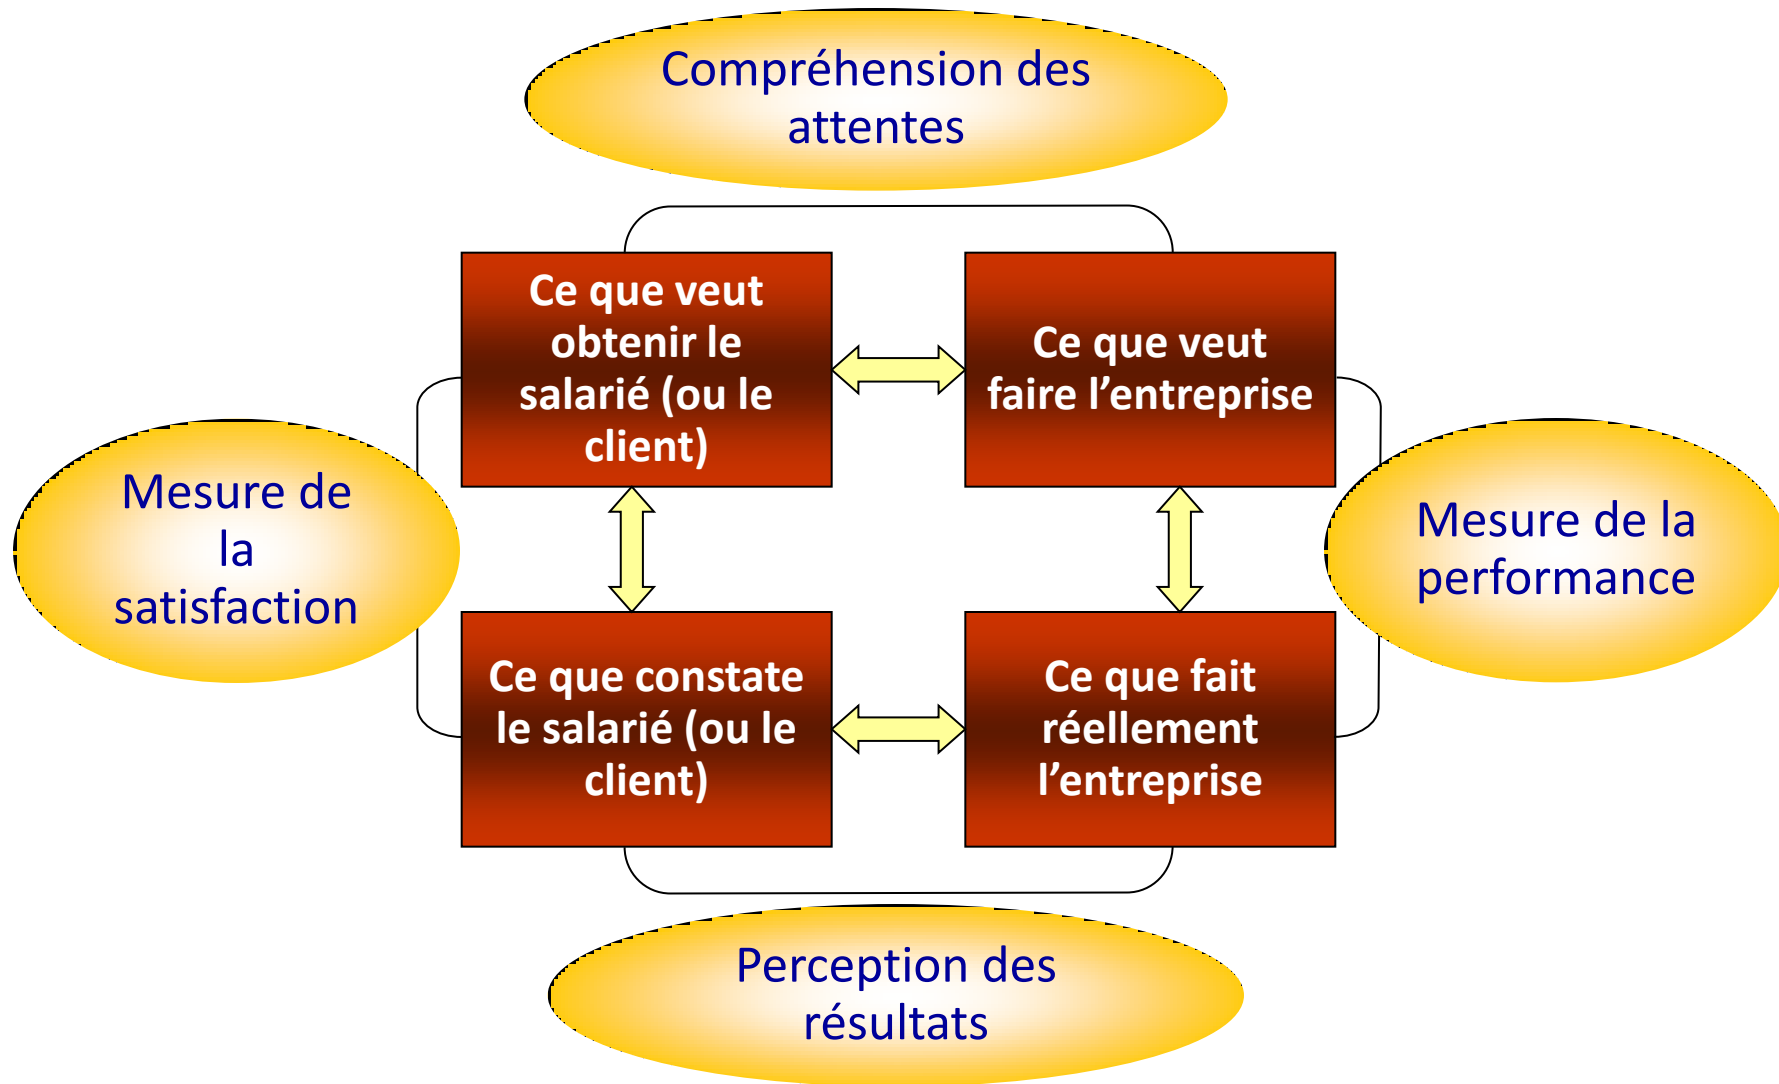 Compréhension des
attentes
Ce que veut
obtenir le
salarié (ou le
client)
Ce que veut
faire l’entreprise
Mesure de
la
satisfaction
Mesure de la
performance
Ce que constate
le salarié (ou le
client)
Ce que fait
réellement
l’entreprise
Perception des
résultats